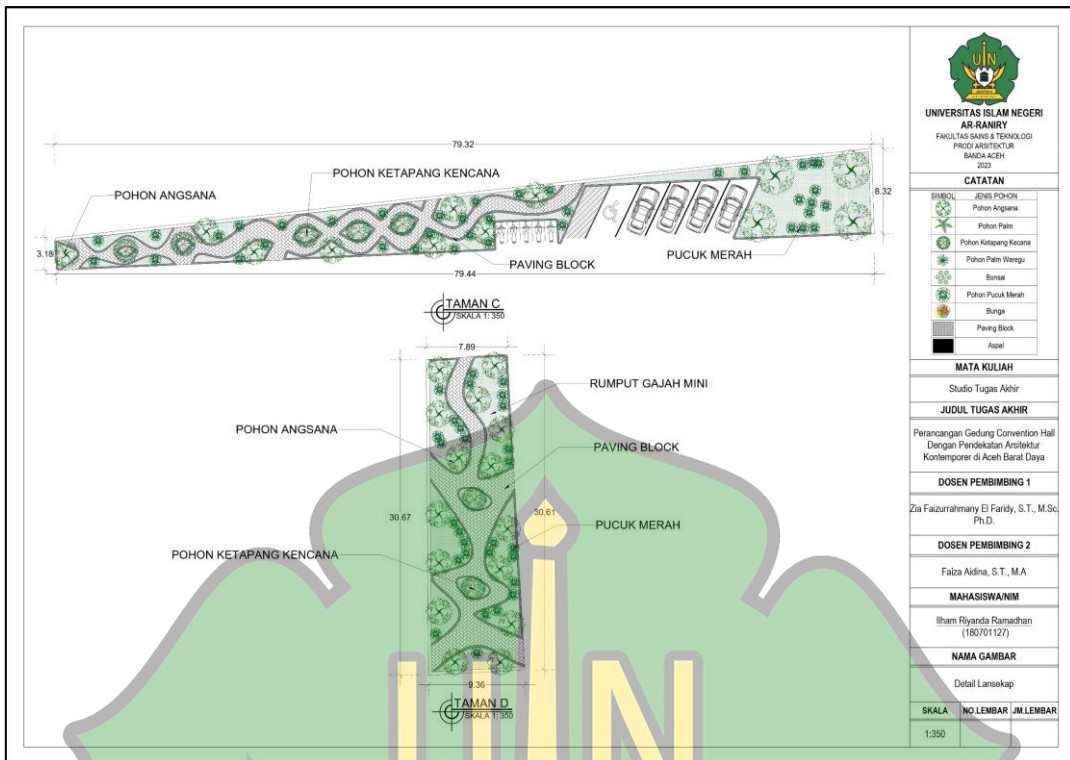 79.32
POHON ANGSANA
POHON KETAPANG KENCANA
8.32
3.18
PAVING BLOCK
PUCUK MERAH
79.44
TAMAN C
SKALA 1: 350
7.89
RUMPUT GAJAH MINI
POHON ANGSANA
PAVING BLOCK
30.67
30.61
PUCUK MERAH
POHON KETAPANG KENCANA
9.36
TAMAN D
SKALA 1:350
UIN
UIN
UNIVERSITAS ISLAM NEGERI
AR-RANIRY
FAKULTAS SAINS & TEKNOLOGI
PRODI ARSITEKTUR
BANDA ACEH
2023
CATATAN
SIMBOL JENIS POHON
Pohon Angsana
Pohon Palm
Pohon Ketapang Kecana
Pohon Palm Waregu
Bonsai
Pohon Pucuk Merah
Bunga
Paving Block
Aspal
MATA KULIAH
Studio Tugas Akhir
JUDUL TUGAS AKHIR
Perancangan Gedung Convention Hall
Dengan Pendekatan Arsitektur
Kontemporer di Aceh Barat Daya
DOSEN PEMBIMBING 1
Zia Faizurrahmany El Faridy, S.T., M.Sc.
Ph.D.
DOSEN PEMBIMBING 2
Faiza Aidina, S.T., M.A
MAHASISWA/NIM
Ilham Riyanda Ramadhan
(180701127)
NAMA GAMBAR
Detail Lansekap
SKALA NO.LEMBAR JM.LEMBAR
1:350